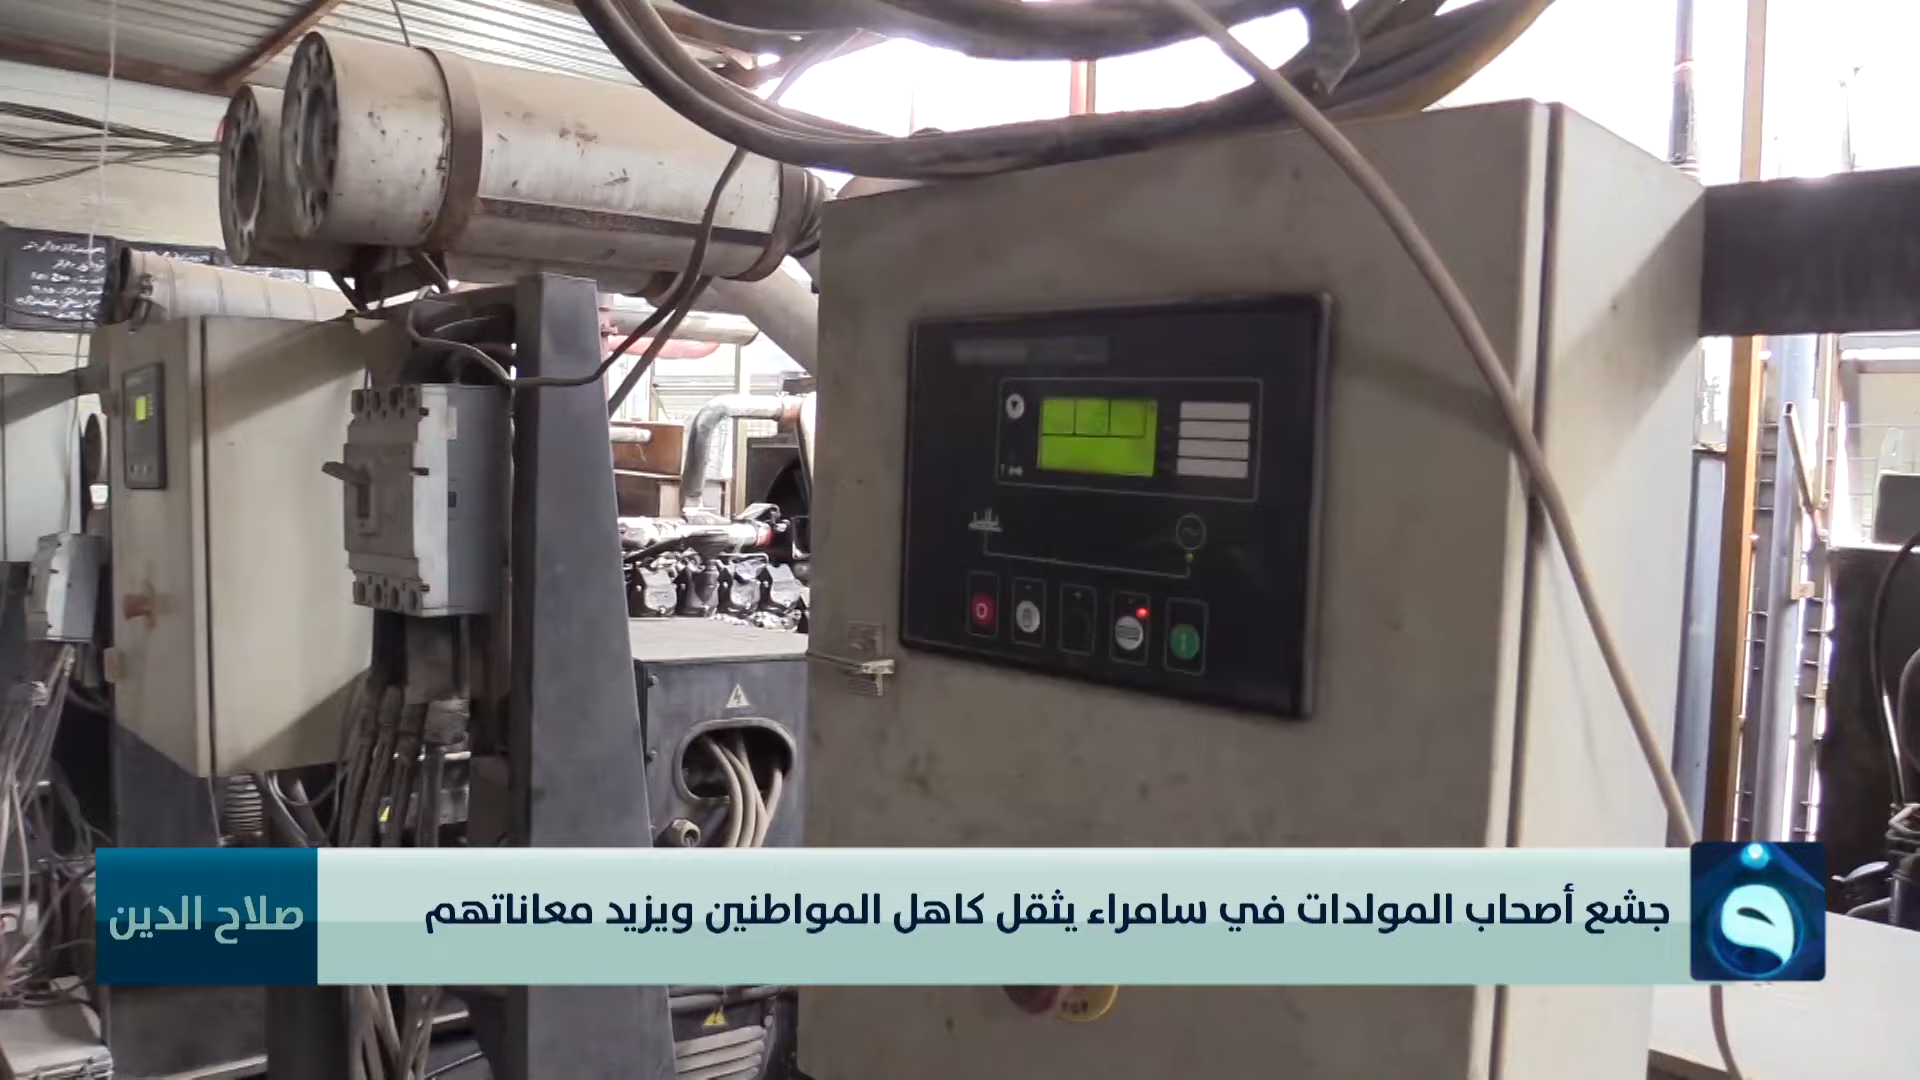 جشع أصحاب المولدات في سامراء يثقل كاهل المواطنين ويزيد معاناتهم
صلاح الدين